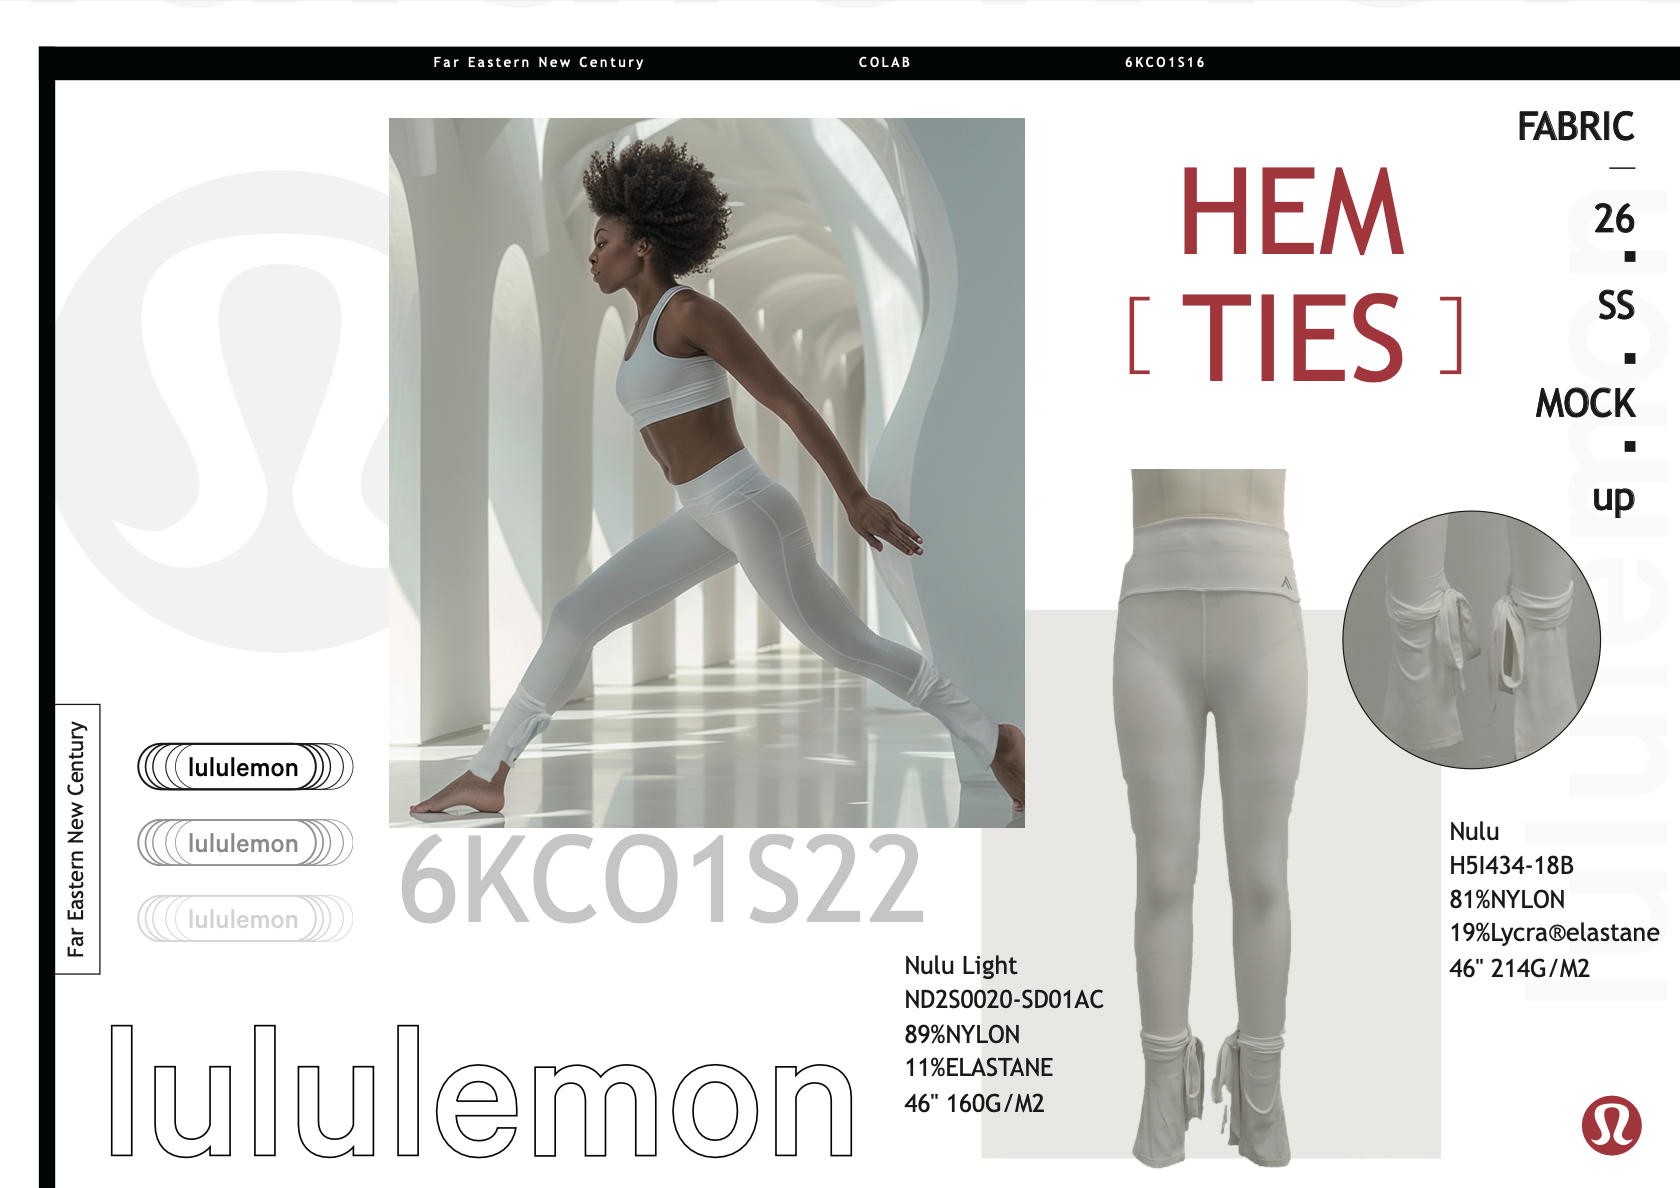 Far Eastern New Century
COLAB
6KCO1S16
FABRIC
—
26
.
SS
.
MOCK
.
up
HEM
[ TIES ]
lululemon
Far Eastern New Century
lululemon
lululemon
lululemon
6KCO1S22
Nulu
H5I434-18B
81%NYLON
19%Lycra®elastane
46" 214G/M2
Nulu Light
ND2S0020-SD01AC
89%NYLON
11%ELASTANE
46" 160G/M2
lululemon